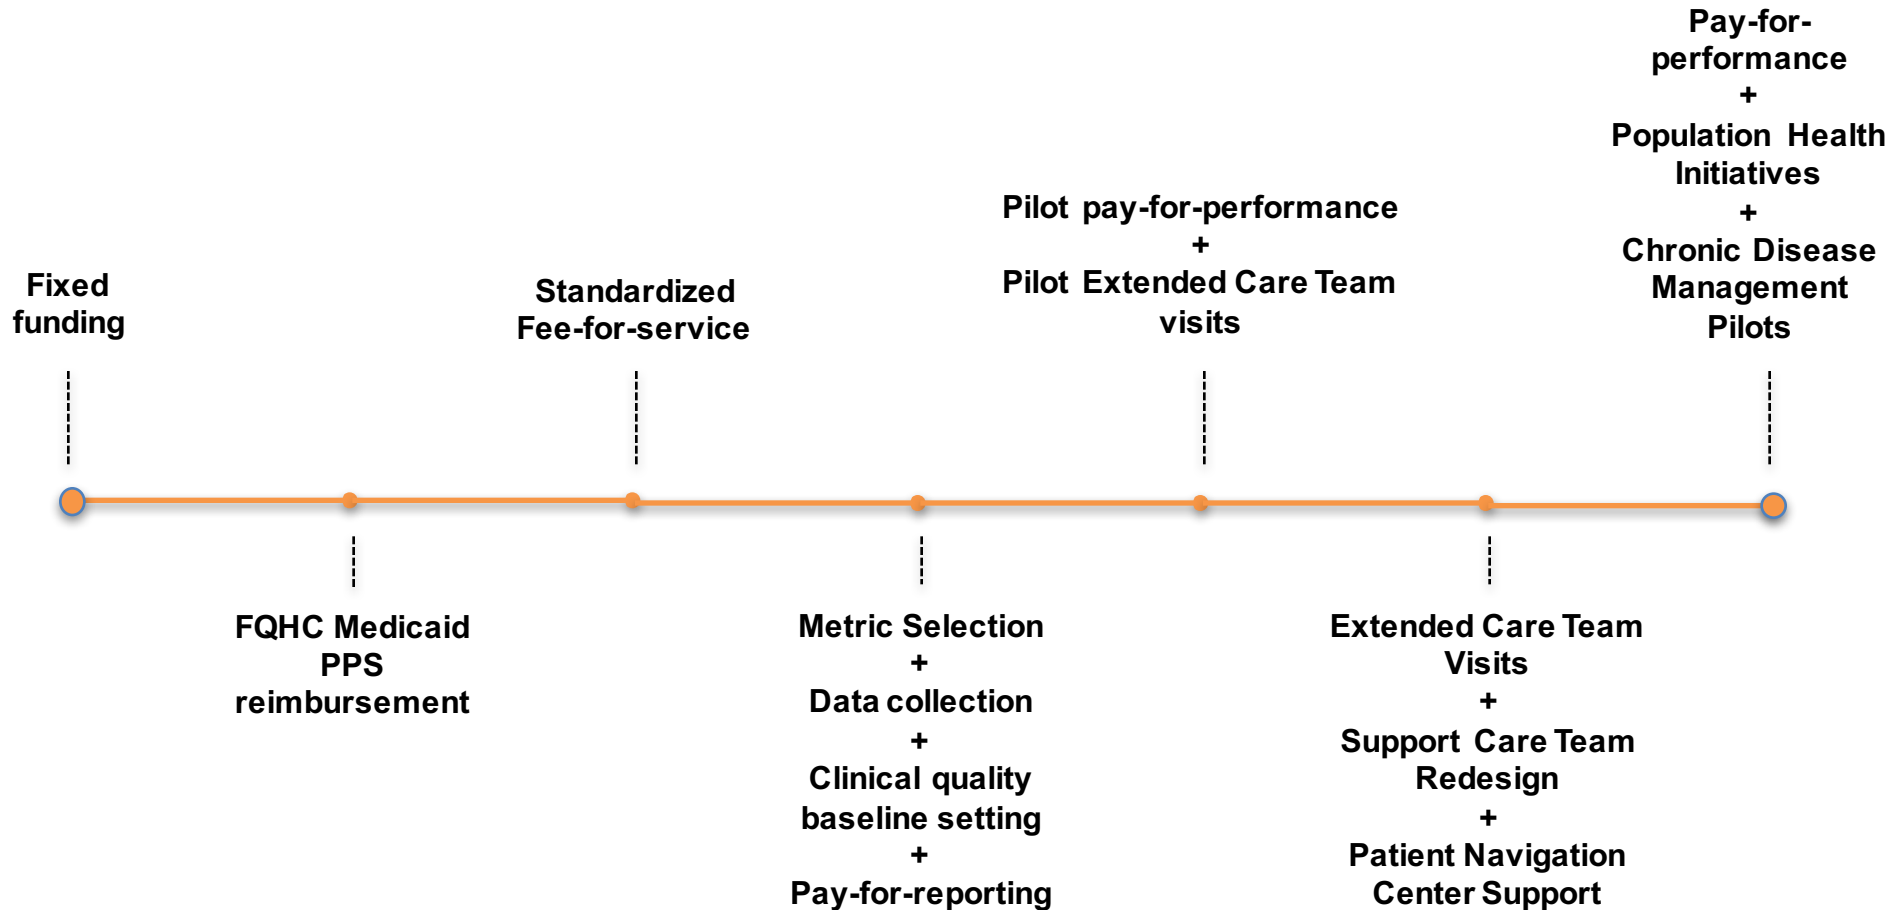 Fixed
funding
FQHC Medicaid
PPS
reimbursement
Standardized
Fee-for-service
Metric Selection
+
Data collection
+
Clinical quality
baseline setting
+
Pay-for-reporting
Pilot pay-for-performance
+
Pilot Extended Care Team
visits
Extended Care Team
Visits
+
Support Care Team
Redesign
+
Patient Navigation
Center Support
Pay-for-
performance
+
Population Health
Initiatives
+
Chronic Disease
Management
Pilots